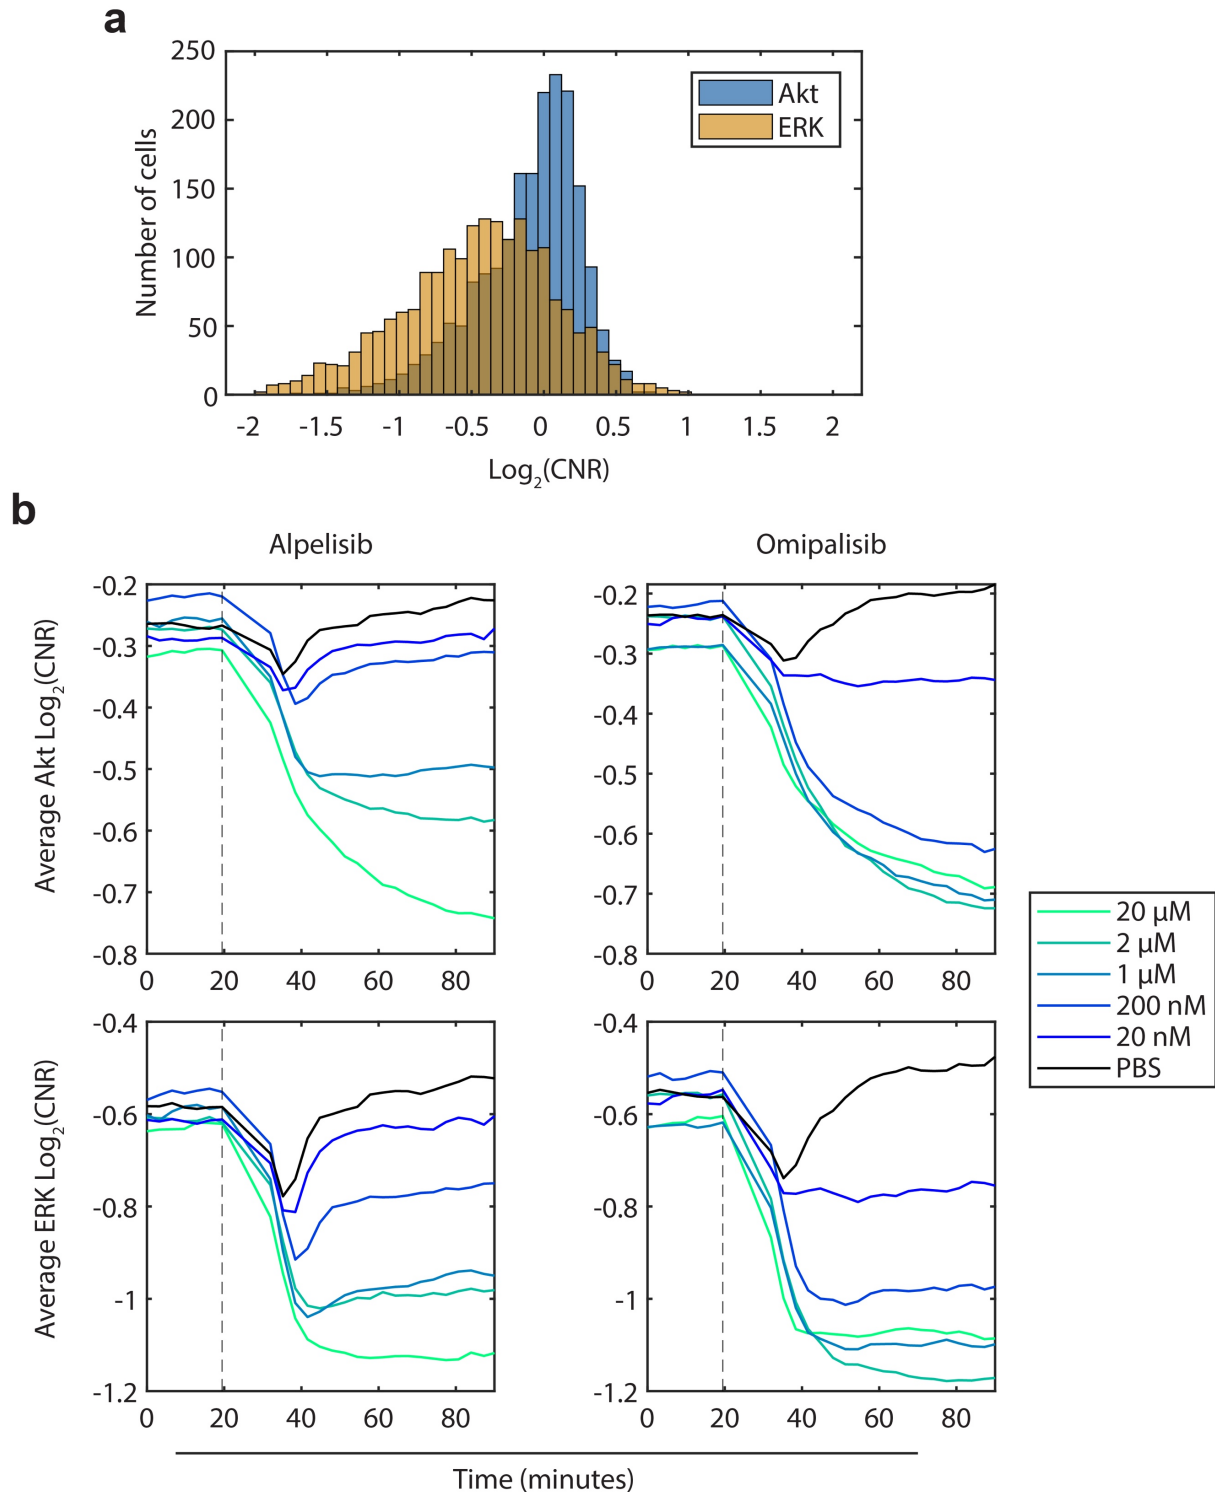 a
250
200
150
100
50
0
Number of cells
Akt
ERK
-2 -1.5 -1 -0.5 0 0.5 1 1.5 2
Log2(CNR)
b
Alpelisib Omipalisib
Average Akt Log2(CNR)
-0.2
-0.3
-0.4
-0.5
-0.6
-0.7
-0.8
0 20 40 60 80
-0.2
-0.3
-0.4
-0.5
-0.6
-0.7
-0.8
0 20 40 60 80
20 µM
2 µM
1 µM
200 nM
20 nM
PBS
Average ERK Log2(CNR)
-0.4
-0.6
-0.8
-1
-1.2
0 20 40 60 80
-0.4
-0.6
-0.8
-1
-1.2
0 20 40 60 80
Time (minutes)